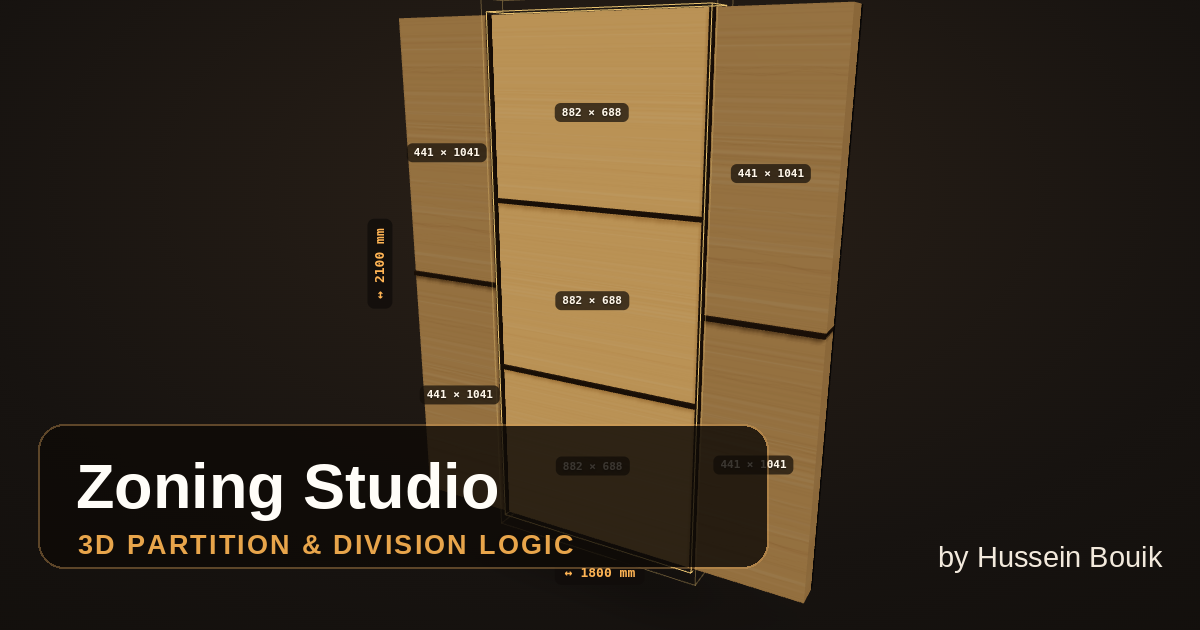 882 × 688
441 × 1041
441 × 1041
↔ 2100 mm
882 × 688
441 × 1041
882 × 688
441 × 1041
Zoning Studio
3D PARTITION & DIVISION LOGIC
by Hussein Bouik
↔ 1800 mm